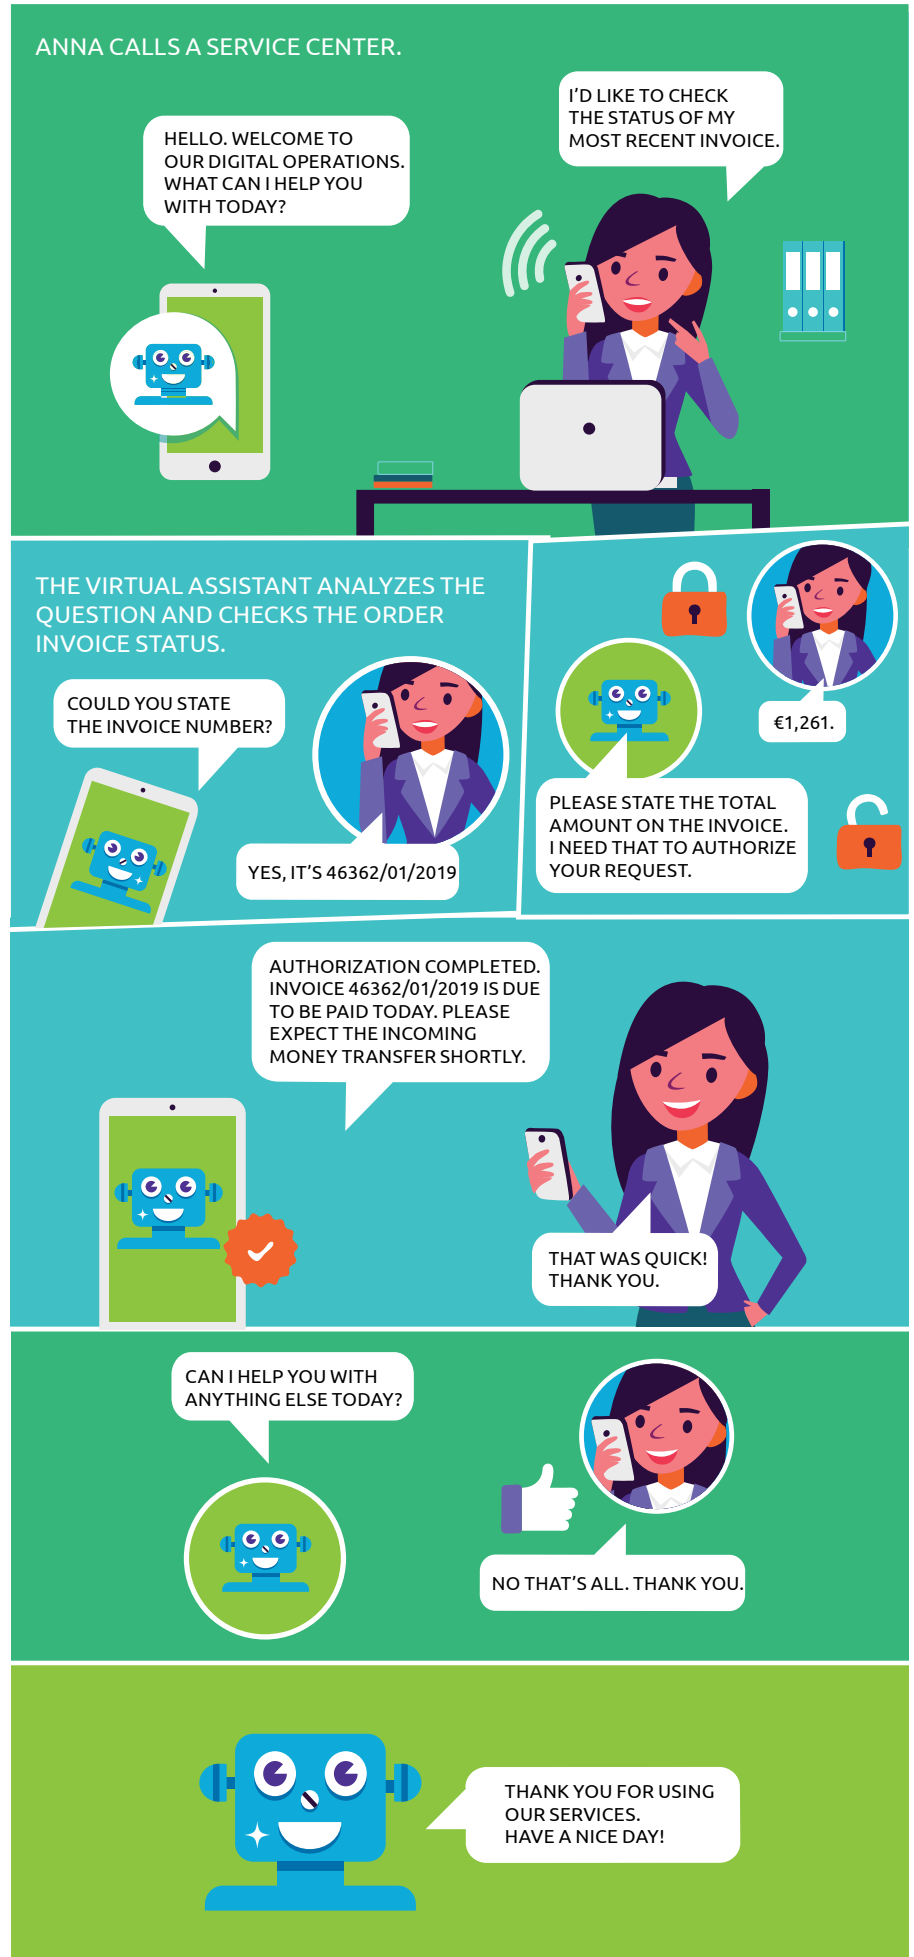 ANNA CALLS A SERVICE CENTER.
HELLO. WELCOME TO
OUR DIGITAL OPERATIONS.
WHAT CAN I HELP YOU
WITH TODAY?
I'D LIKE TO CHECK
THE STATUS OF MY
MOST RECENT INVOICE.
THE VIRTUAL ASSISTANT ANALYZES THE
QUESTION AND CHECKS THE ORDER
INVOICE STATUS.
COULD YOU STATE
THE INVOICE NUMBER?
YES, IT'S 46362/01/2019
PLEASE STATE THE TOTAL
AMOUNT ON THE INVOICE.
I NEED THAT TO AUTHORIZE
YOUR REQUEST.
€1,261.
AUTHORIZATION COMPLETED.
INVOICE 46362/01/2019 IS DUE
TO BE PAID TODAY. PLEASE
EXPECT THE INCOMING
MONEY TRANSFER SHORTLY.
THAT WAS QUICK!
THANK YOU.
CAN I HELP YOU WITH
ANYTHING ELSE TODAY?
NO THAT'S ALL. THANK YOU.
THANK YOU FOR USING
OUR SERVICES.
HAVE A NICE DAY!